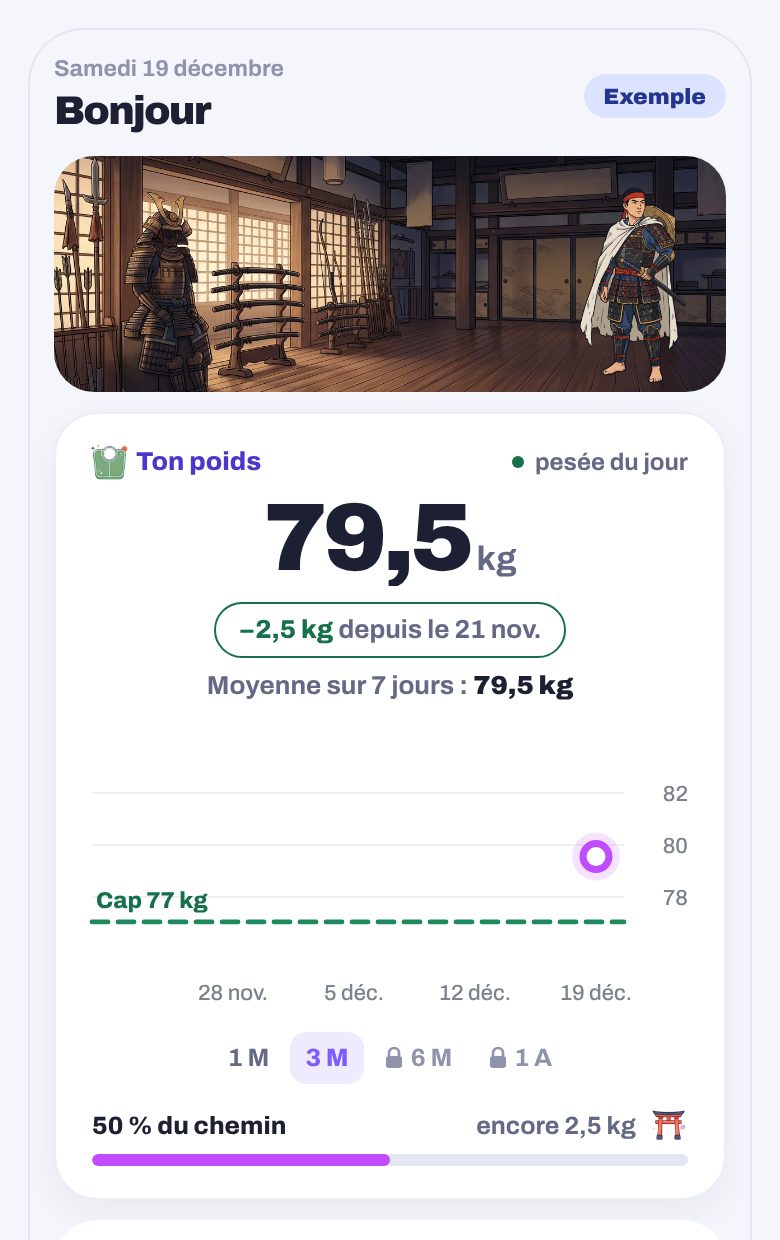 Samedi 19 décembre
Bonjour
Exemple
Ton poids
pesée du jour
79,5 kg
−2,5 kg depuis le 21 nov.
Moyenne sur 7 jours : 79,5 kg
82
80
78
Cap 77 kg
28 nov. 5 déc. 12 déc. 19 déc.
1 M 3 M 6 M 1 A
50 % du chemin
encore 2,5 kg